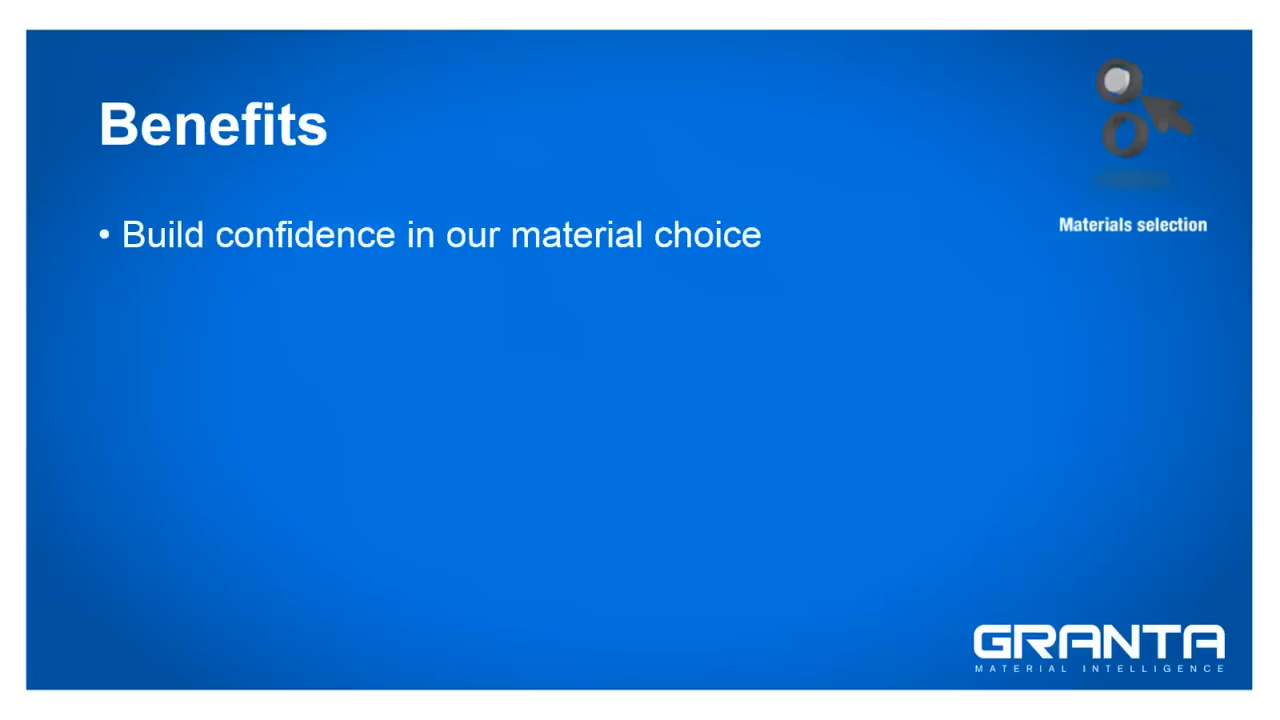 Benefits
• Build confidence in our material choice
Materials selection
GRANTA
MATERIAL INTELLIGENCE